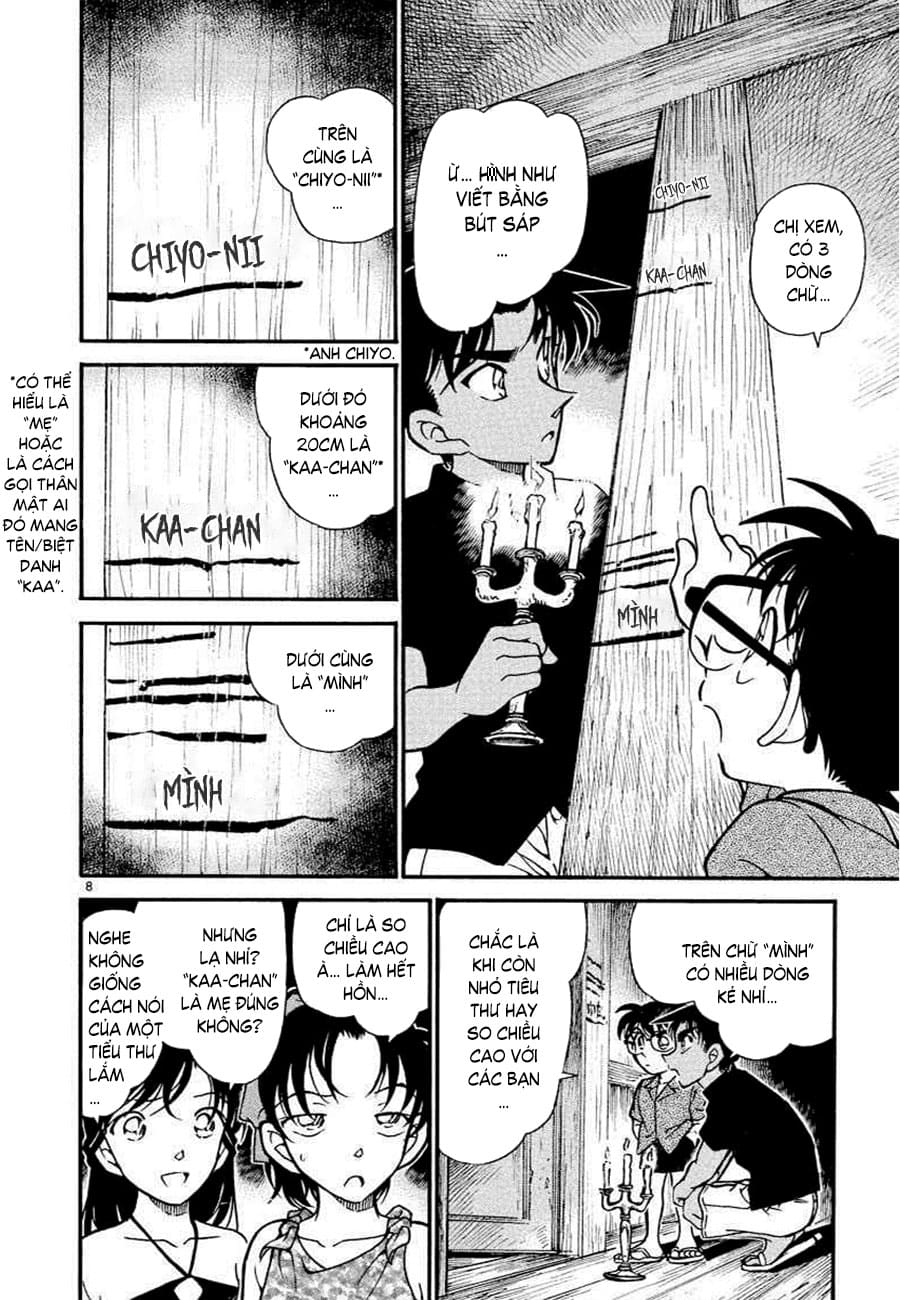 CHỊ XEM,
CÓ 3
DÒNG
CHỮ...
Ừ... HÌNH NHƯ
VIẾT BẰNG
BÚT SÁP
...
CHIYO-NII
KAA-CHAN
MÌNH
TRÊN
CÙNG LÀ
"CHIYO-NII"*
...
CHIYO-NII
*ANH CHIYO.
DƯỚI ĐÓ
KHOẢNG
20CM LÀ
"KAA-CHAN"*
...
KAA-CHAN
*CÓ THỂ
HIỂU LÀ
"MẸ"
HOẶC
LÀ CÁCH
GỌI THÂN
MẬT AI
ĐÓ MANG
TÊN/BIỆT
DANH
"KAA".
DƯỚI CÙNG
LÀ "MÌNH"
...
MÌNH
8
TRÊN CHỮ "MÌNH"
CÓ NHIỀU DÒNG
KẺ NHỈ...
CHẮC LÀ
KHI CÒN
NHỎ TIỂU
THƯ HAY
SO CHIỀU
CAO VỚI
CÁC BẠN
...
CHỈ LÀ SO
CHIỀU CAO
À... LÀM HẾT
HỒN...
NHƯNG
LẠ NHỈ?
"KAA-CHAN"
LÀ MẸ ĐÚNG
KHÔNG?
NGHE
KHÔNG
GIỐNG
CÁCH NÓI
CỦA MỘT
TIỂU THƯ
LẮM
...